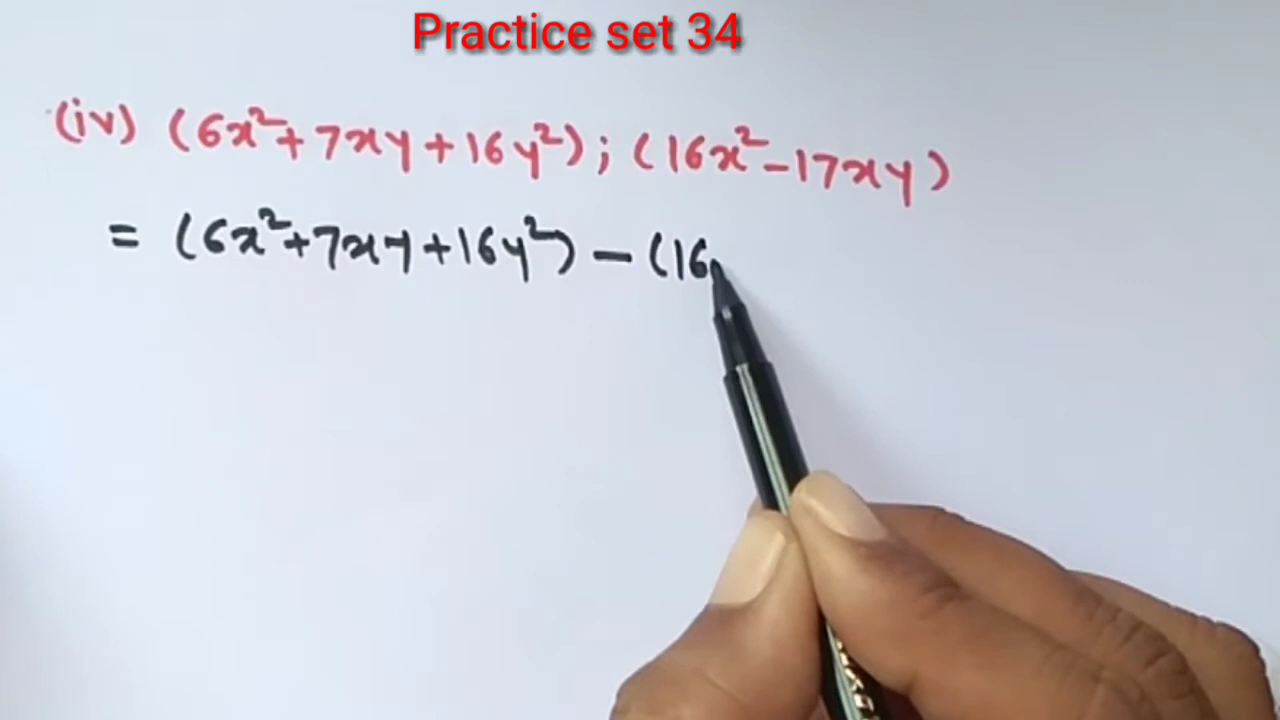 Practice set 34
(iv) (6x²+7xy+16y²); (16x²-17xy)
= (6x²+7xy+16y²) - (16